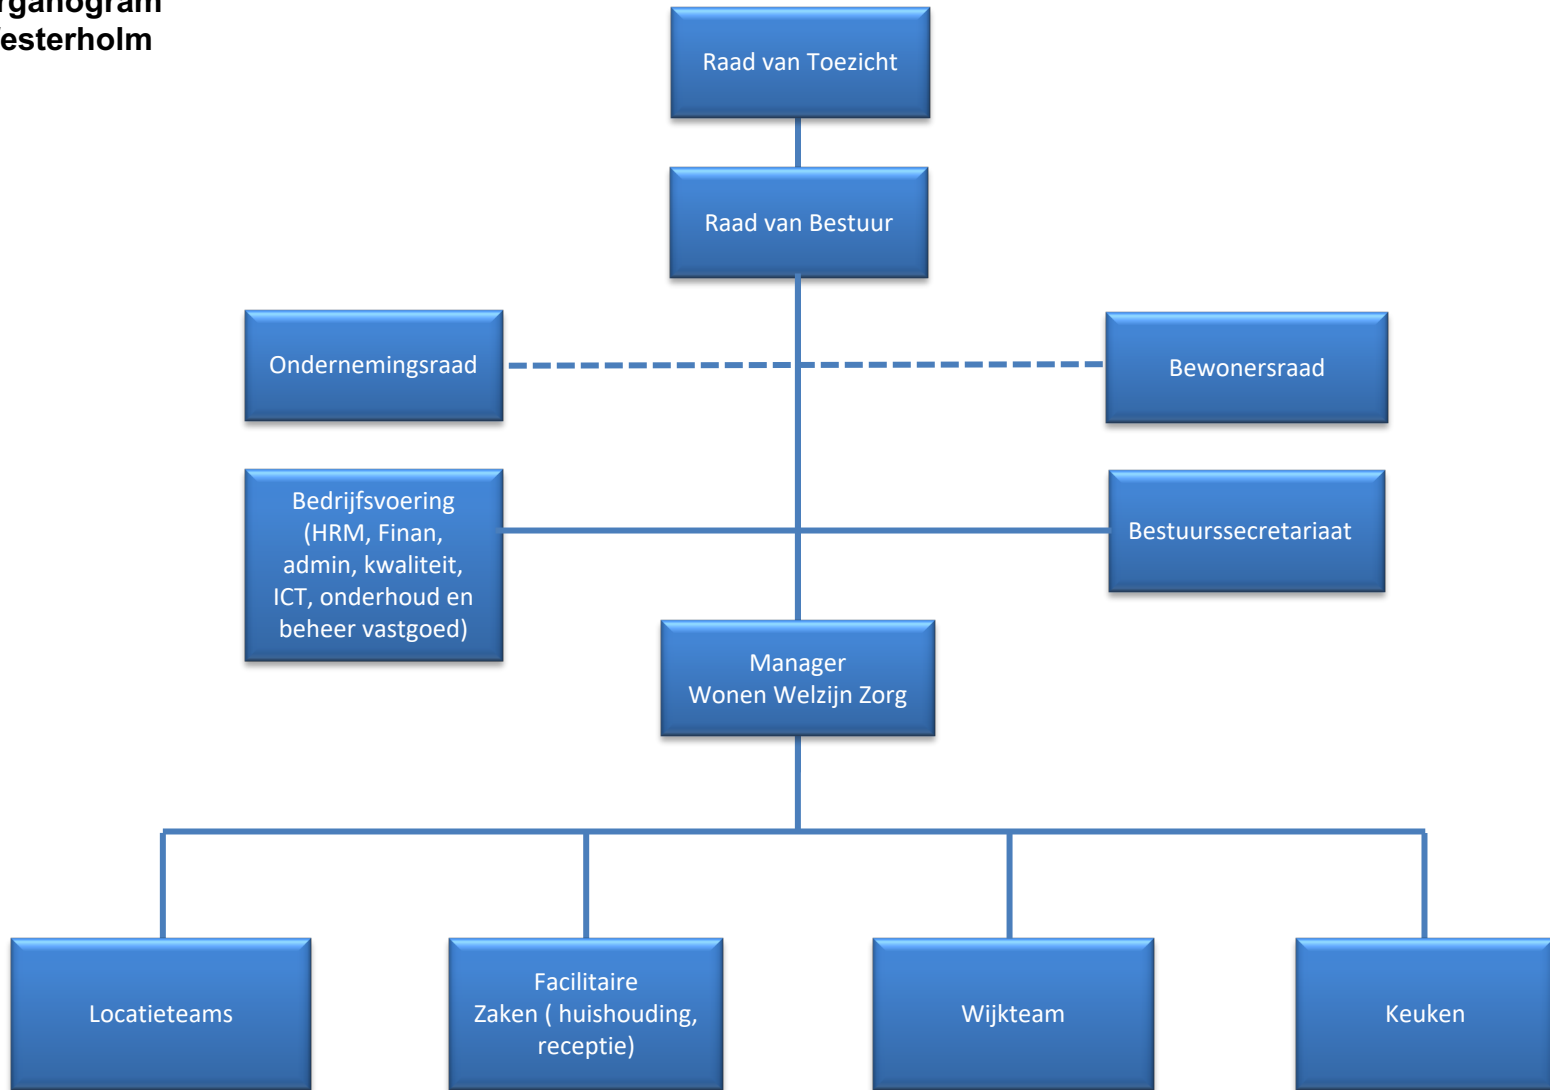 rganogram
esterholm
Raad van Toezicht
Raad van Bestuur
Ondernemingsraad
Bewonersraad
Bedrijfsvoering
(HRM, Finan,
admin, kwaliteit,
ICT, onderhoud en
beheer vastgoed)
Bestuurssecretariaat
Manager
Wonen Welzijn Zorg
Locatieteams
Facilitaire
Zaken ( huishouding,
receptie)
Wijkteam
Keuken